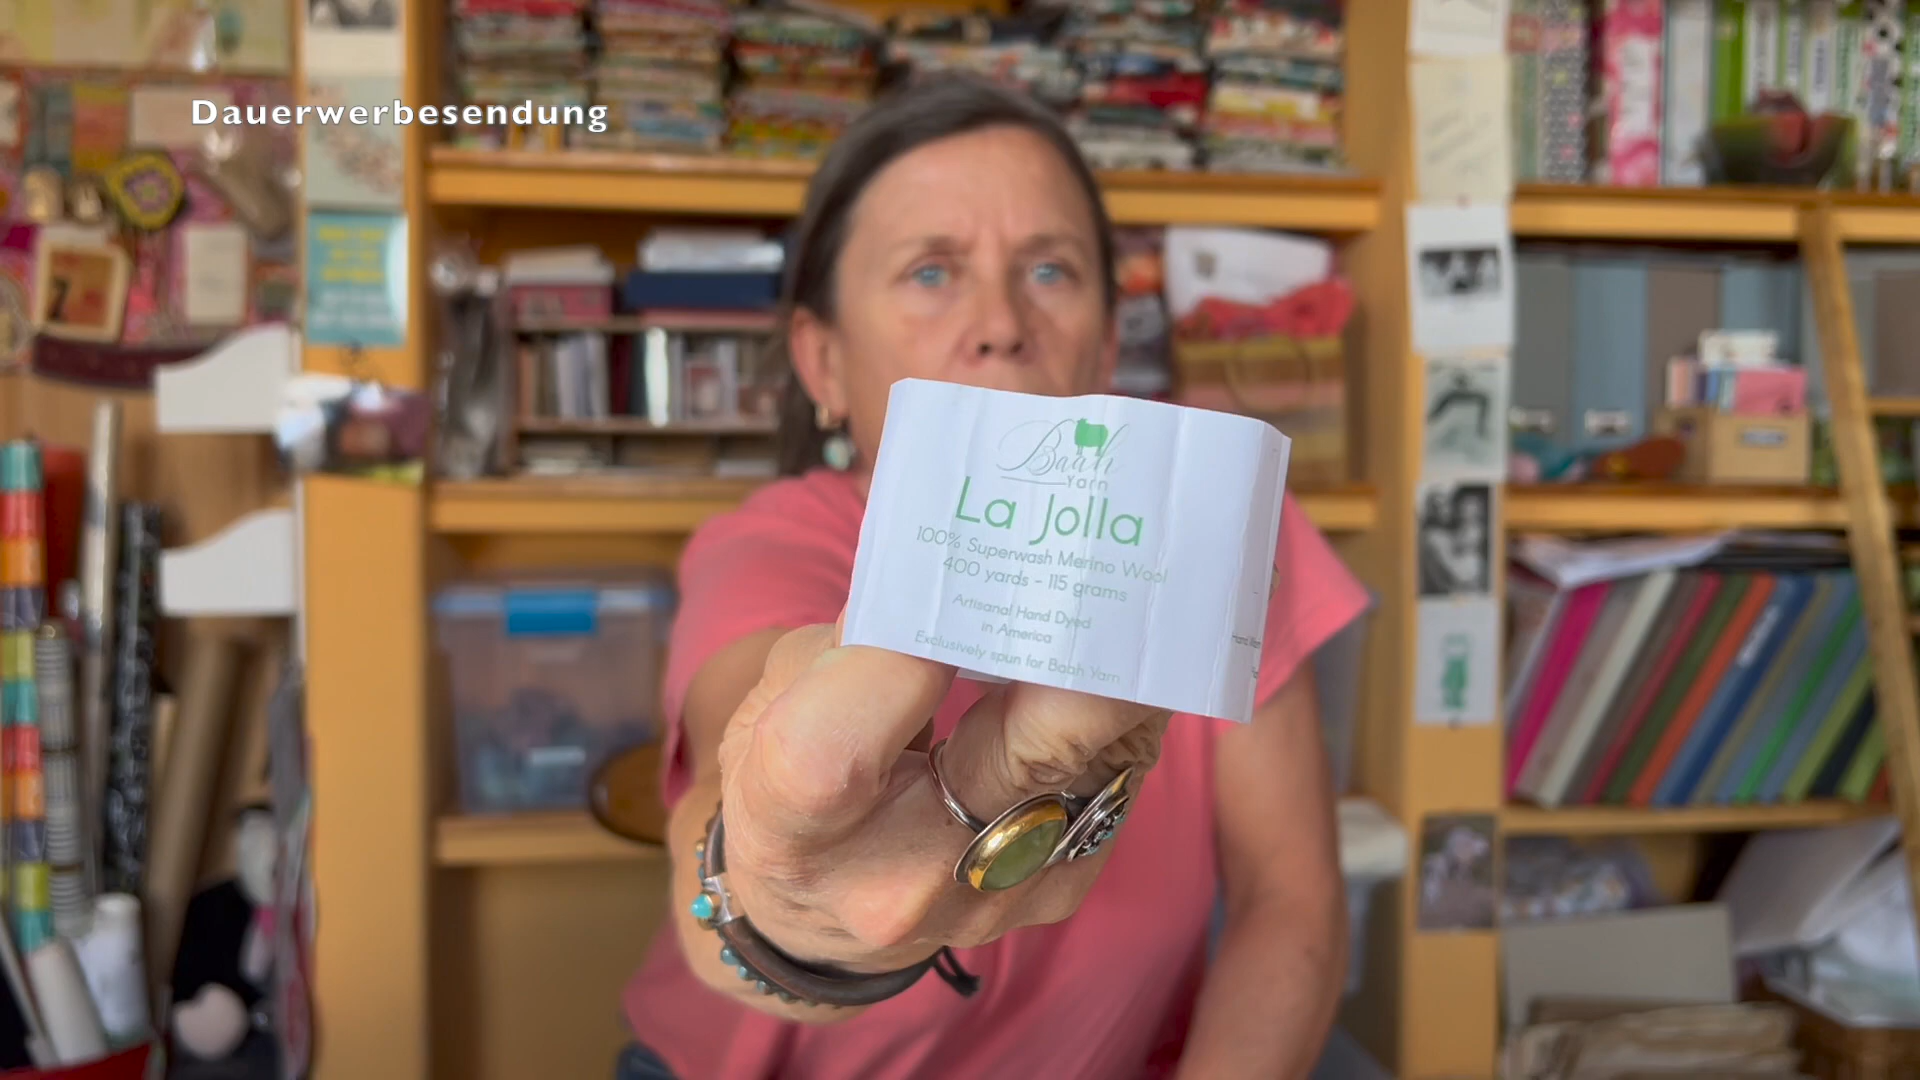 Dauerwerbesendung
Baah
Yarn
La Jolla
100% Superwash Merino Wool
400 yards - 115 grams
Artisanal Hand Dyed
in America
Exclusively spun for Baah Yarn